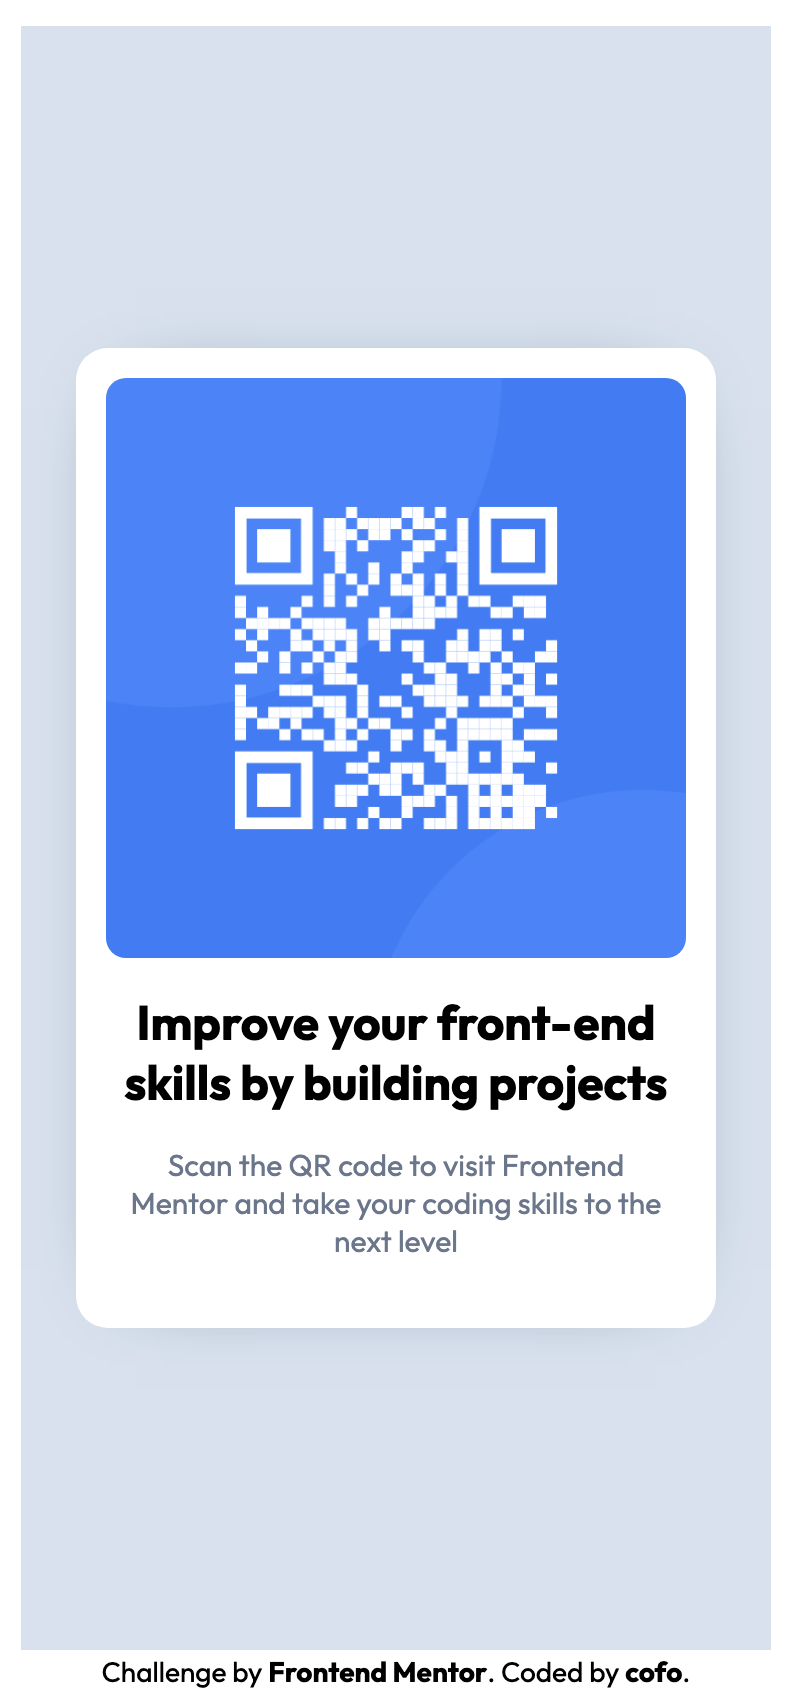 Improve your front-end
skills by building projects
Scan the QR code to visit Frontend
Mentor and take your coding skills to the
next level
Challenge by Frontend Mentor. Coded by cofo.